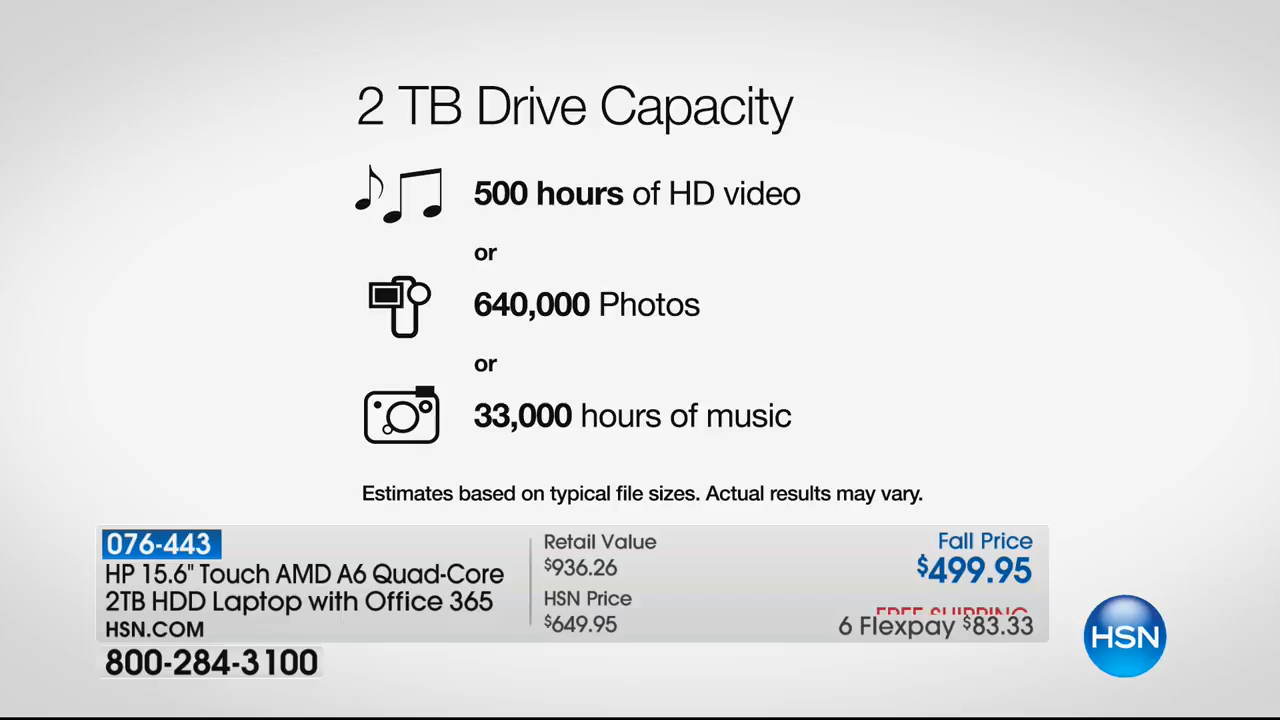 2 TB Drive Capacity
500 hours of HD video
or
640,000 Photos
or
33,000 hours of music
Estimates based on typical file sizes. Actual results may vary.
076-443
HP 15.6" Touch AMD A6 Quad-Core
2TB HDD Laptop with Office 365
HSN.COM
800-284-3100
Retail Value
$936.26
HSN Price
$649.95
Fall Price
$499.95
FREE SHIPPING
6 Flexpay $83.33
HSN